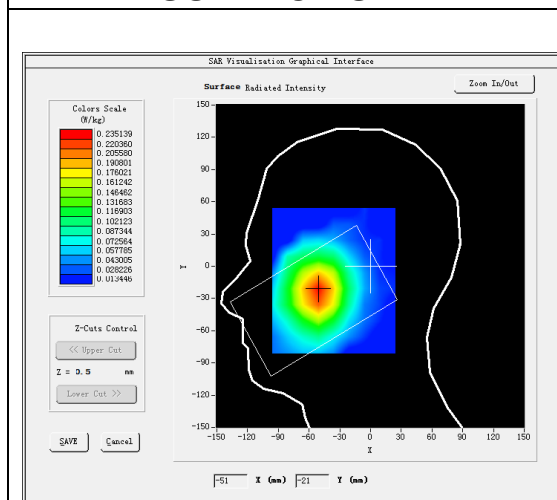 SAR Visualisation Graphical Interface
Surface Radiated Intensity
Zoom In/Out
Colors Scale
(W/kg)
0.235139
0.220360
0.205580
0.190801
0.176021
0.161242
0.146462
0.131683
0.116903
0.102123
0.087344
0.072564
0.057785
0.043005
0.028226
0.013446
150
120
90
60
30
0
-30
-60
-90
-120
-150
Y
-150 -120 -90 -60 -30 0 30 60 90 120 150
X
Z-Cuts Control
<< Upper Cut
Z = 3.5 mm
Lower Cut >>
SAVE Cancel
-51 X (mm) -21 Y (mm)